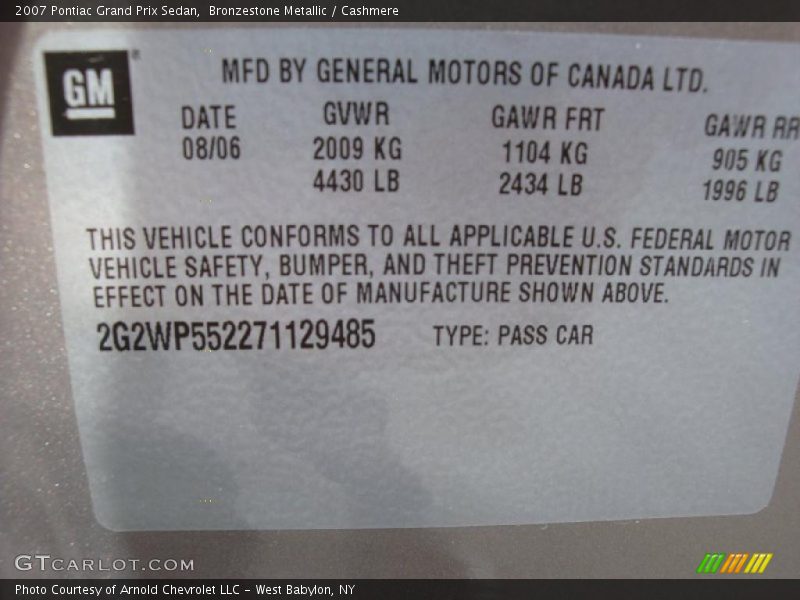 2007 Pontiac Grand Prix Sedan,  Bronzestone Metallic / Cashmere
GM
MFD BY GENERAL MOTORS OF CANADA LTD.
DATE GVWR GAWR FRT GAWR RR
08/06 2009 KG 1104 KG 905 KG
4430 LB 2434 LB 1996 LB
THIS VEHICLE CONFORMS TO ALL APPLICABLE U.S. FEDERAL MOTOR
VEHICLE SAFETY, BUMPER, AND THEFT PREVENTION STANDARDS IN
EFFECT ON THE DATE OF MANUFACTURE SHOWN ABOVE.
2G2WP552271129485 TYPE: PASS CAR
GTCARLOT.COM
Photo Courtesy of Arnold Chevrolet LLC - West Babylon, NY